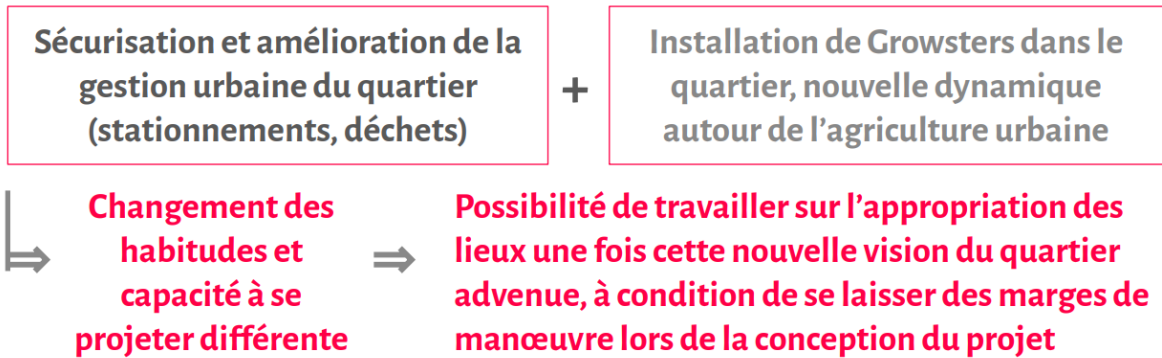 Sécurisation et amélioration de la
gestion urbaine du quartier
(stationnements, déchets)
+
Installation de Growsters dans le
quartier, nouvelle dynamique
autour de l’agriculture urbaine
⇒
Changement des
habitudes et
capacité à se
projeter différente
⇒
Possibilité de travailler sur l’appropriation des
lieux une fois cette nouvelle vision du quartier
advenue, à condition de se laisser des marges de
manœuvre lors de la conception du projet